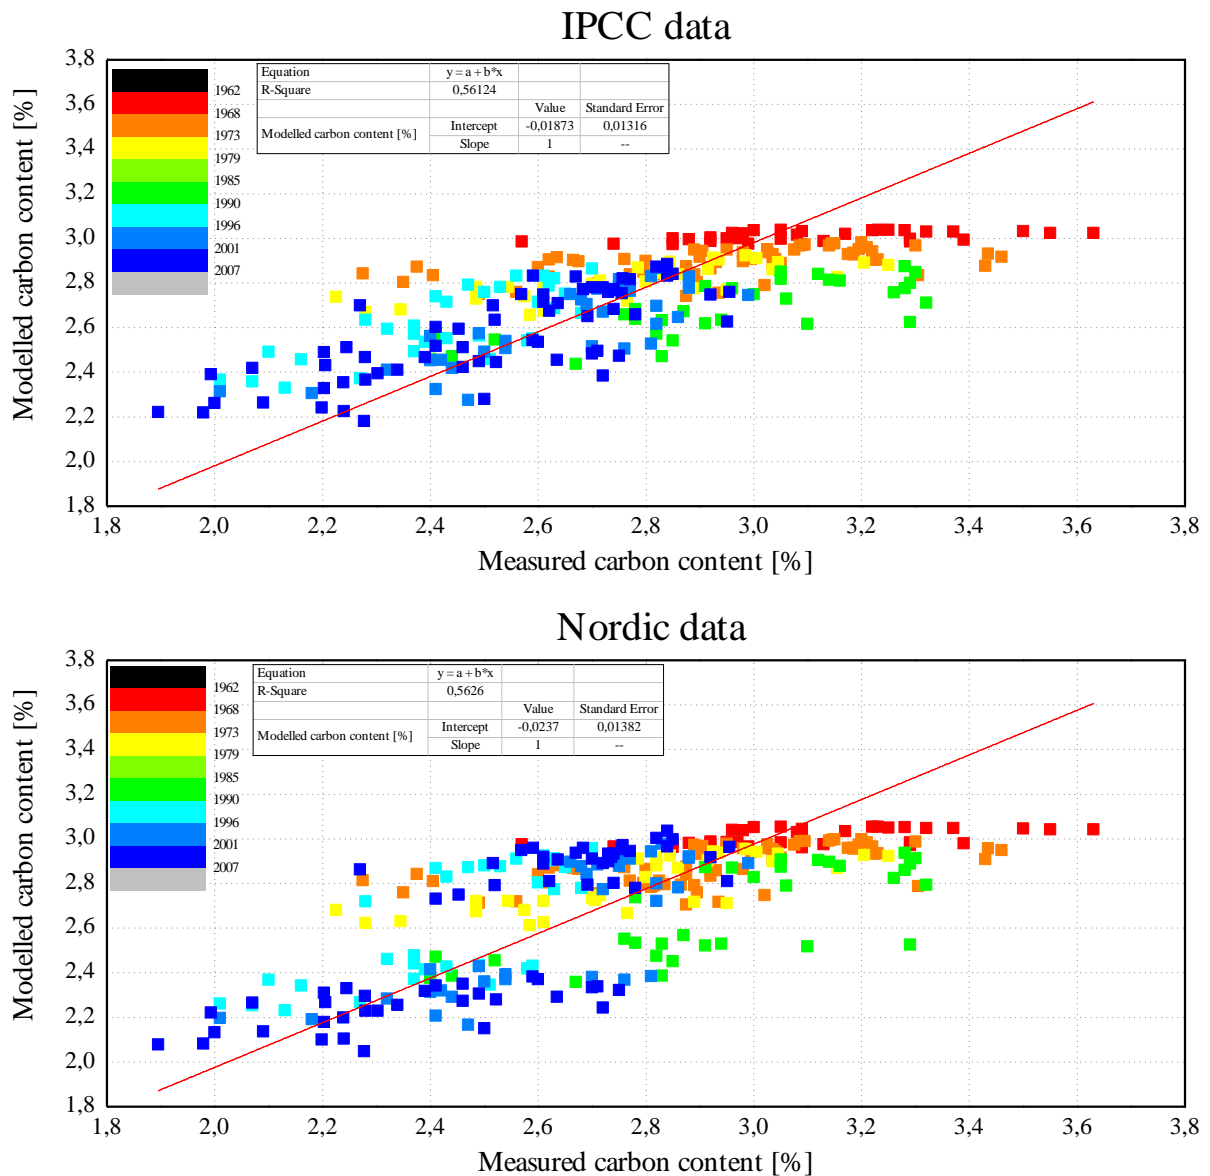 IPCC data
3,8
3,6
3,4
3,2
3,0
2,8
2,6
2,4
2,2
2,0
1,8
Modelled carbon content [%]
1962
1968
1973
1979
1985
1990
1996
2001
2007
Equation y = a + b*x
R-Square 0,56124
Value Standard Error
Modelled carbon content [%] Intercept -0,01873 0,01316
Slope 1 --
1,8 2,0 2,2 2,4 2,6 2,8 3,0 3,2 3,4 3,6 3,8
Measured carbon content [%]
Nordic data
3,8
3,6
3,4
3,2
3,0
2,8
2,6
2,4
2,2
2,0
1,8
Modelled carbon content [%]
1962
1968
1973
1979
1985
1990
1996
2001
2007
Equation y = a + b*x
R-Square 0,5626
Value Standard Error
Modelled carbon content [%] Intercept -0,0237 0,01382
Slope 1 --
1,8 2,0 2,2 2,4 2,6 2,8 3,0 3,2 3,4 3,6 3,8
Measured carbon content [%]